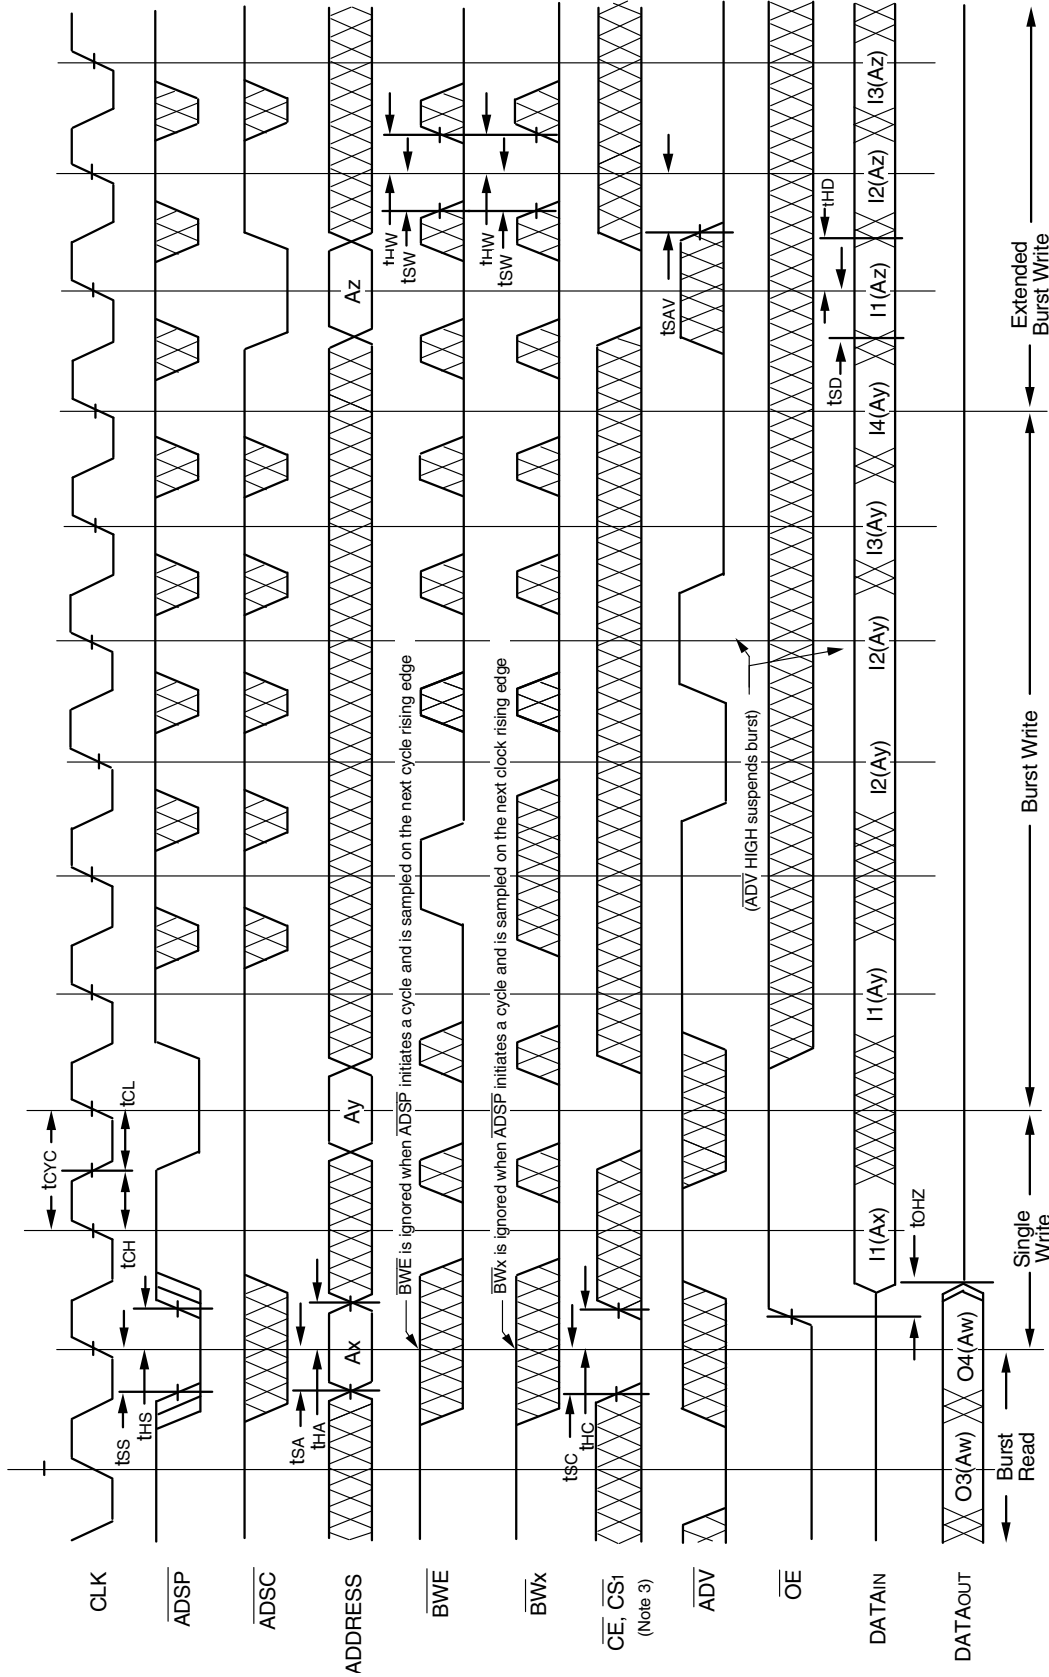 CLK
ADSP
ADSC
ADDRESS
BWE
BWx
CE, CS1
(Note 3)
ADV
OE
DATAIN
DATAOUT
tCYC
tCH
tCL
tSS
tHS
tSA
tHA
Ax
Ay
Az
BWE is ignored when ADSP initiates a cycle and is sampled on the next cycle rising edge
tHW
tSW
BWx is ignored when ADSP initiates a cycle and is sampled on the next clock rising edge
tHW
tSW
tSC
tHC
tSAV
(ADV HIGH suspends burst)
tSD
tHD
I1(Ax)
I1(Ay)
I2(Ay)
I2(Ay)
I3(Ay)
I4(Ay)
I1(Az)
I2(Az)
I3(Az)
tOHZ
O3(Aw)
O4(Aw)
Burst
Read
Single
Write
Burst Write
Extended
Burst Write